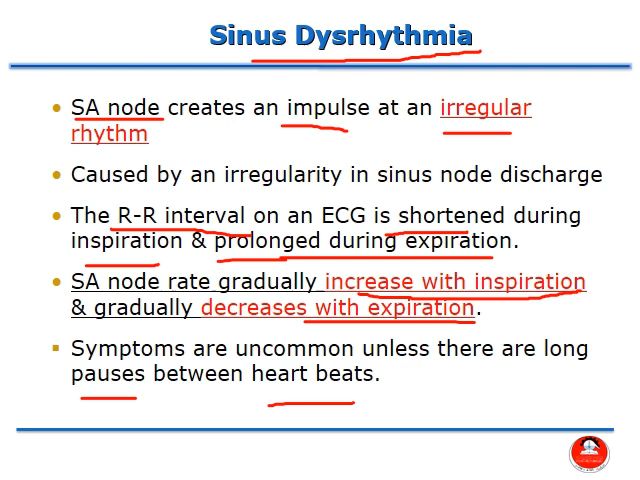 Sinus Dysrhythmia
• SA node creates an impulse at an irregular
rhythm
• Caused by an irregularity in sinus node discharge
• The R-R interval on an ECG is shortened during
inspiration & prolonged during expiration.
• SA node rate gradually increase with inspiration
& gradually decreases with expiration.
▪ Symptoms are uncommon unless there are long
pauses between heart beats.